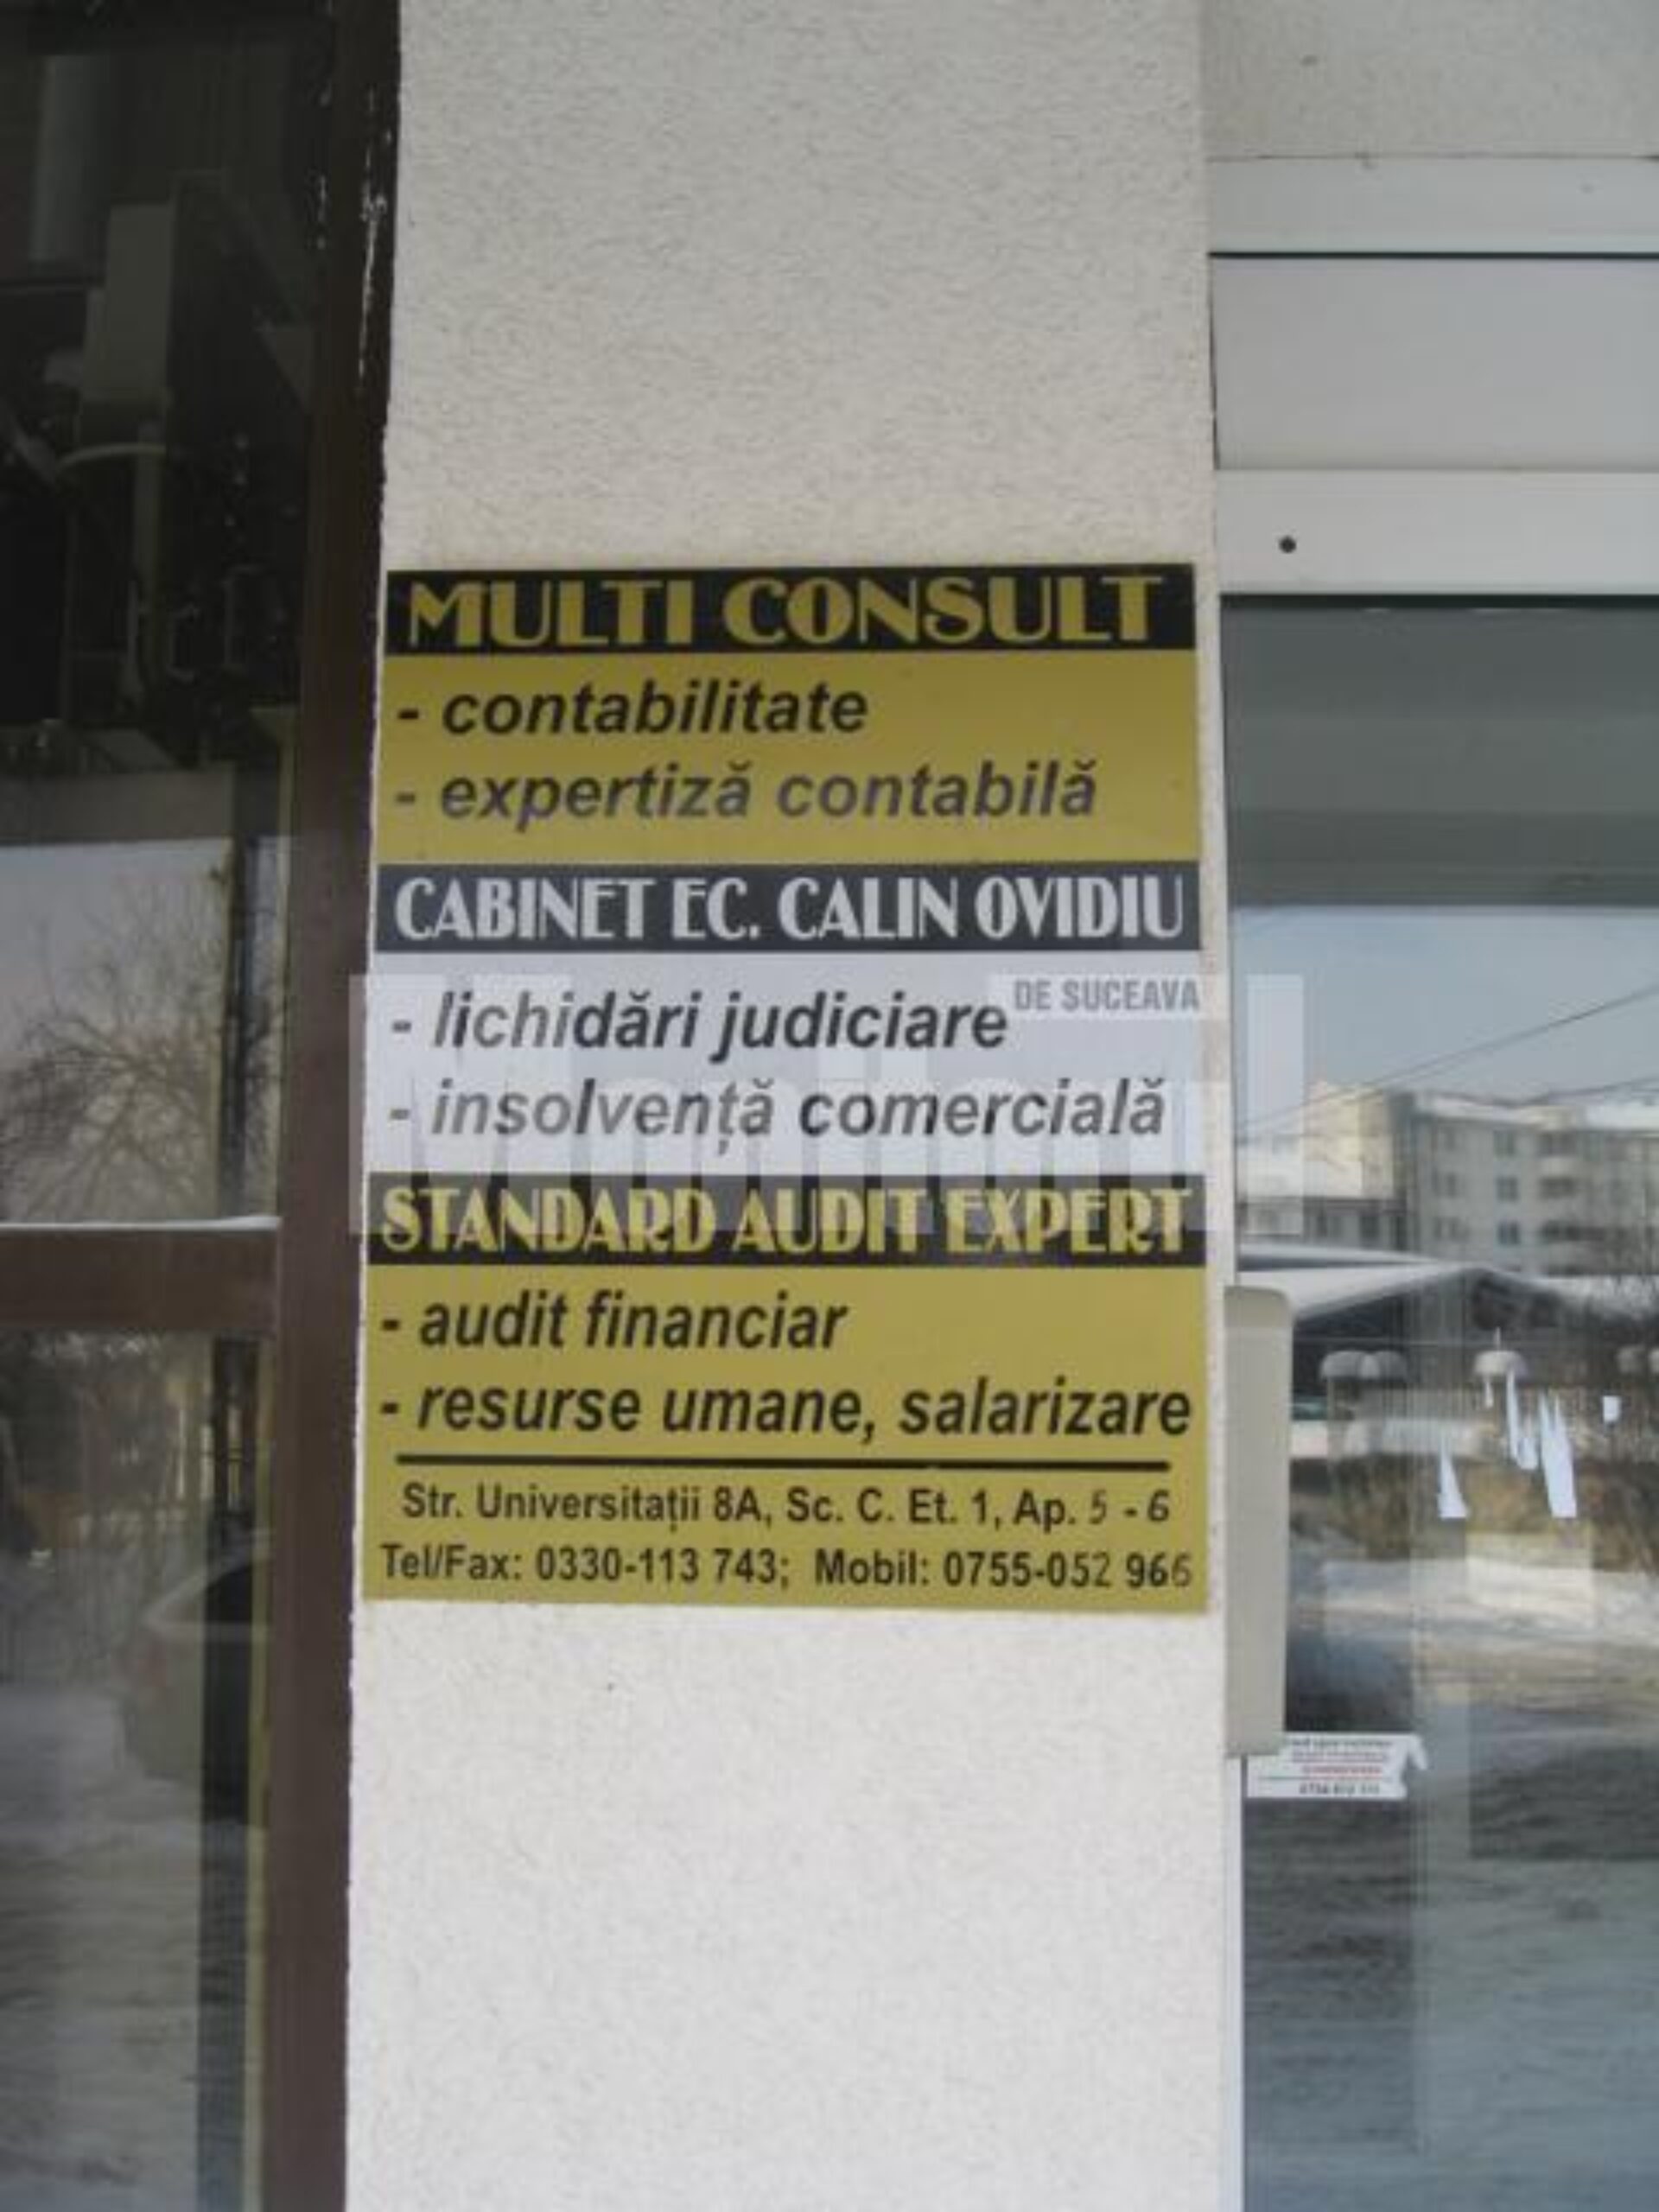 MULTI CONSULT
- contabilitate
- expertiză contabilă
CABINET EC. CALIN OVIDIU
- lichidări judiciare
DE SUCEAVA
Monitorul
- insolvență comercială
STANDARD AUDIT EXPERT
- audit financiar
- resurse umane, salarizare
Str. Universitații 8A, Sc. C. Et. 1, Ap. 5 - 6
Tel/Fax: 0330-113 743; Mobil: 0755-052 966